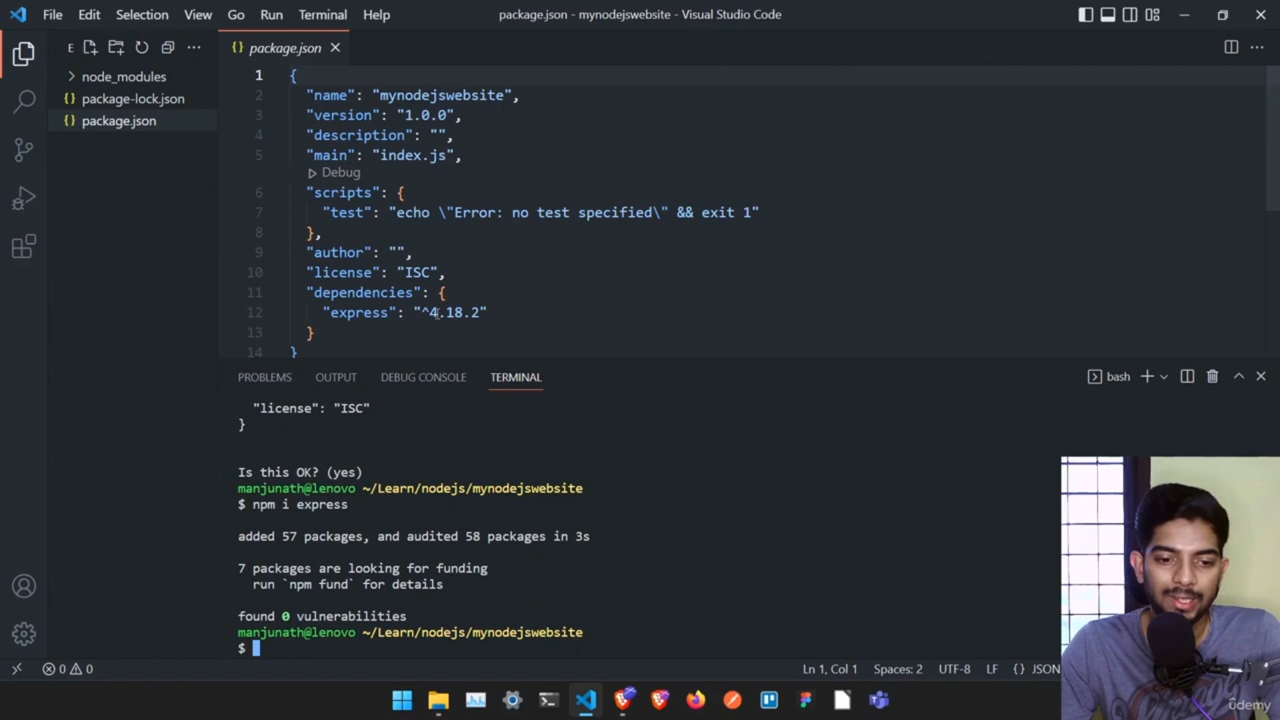 File Edit Selection View Go Run Terminal Help
package.json - mynodejswebsite - Visual Studio Code
E
node_modules
{} package-lock.json
{} package.json
{} package.json
1 {
2 "name": "mynodejswebsite",
3 "version": "1.0.0",
4 "description": "",
5 "main": "index.js",
Debug
6 "scripts": {
7 "test": "echo \"Error: no test specified\" && exit 1"
8 },
9 "author": "",
10 "license": "ISC",
11 "dependencies": {
12 "express": "^4.18.2"
13 }
14 }
PROBLEMS OUTPUT DEBUG CONSOLE TERMINAL
bash
"license": "ISC"
}
Is this OK? (yes)
manjunath@lenovo ~/Learn/nodejs/mynodejswebsite
$ npm i express
added 57 packages, and audited 58 packages in 3s
7 packages are looking for funding
run `npm fund` for details
found 0 vulnerabilities
manjunath@lenovo ~/Learn/nodejs/mynodejswebsite
$
0 0
Ln 1, Col 1 Spaces: 2 UTF-8 LF {} JSON
ûdemy